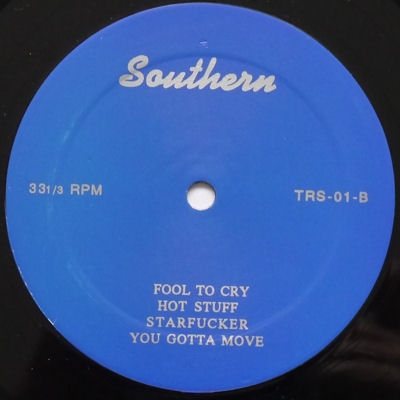 Southern
33 1/3 RPM
TRS-01-B
FOOL TO CRY
HOT STUFF
STARFUCKER
YOU GOTTA MOVE